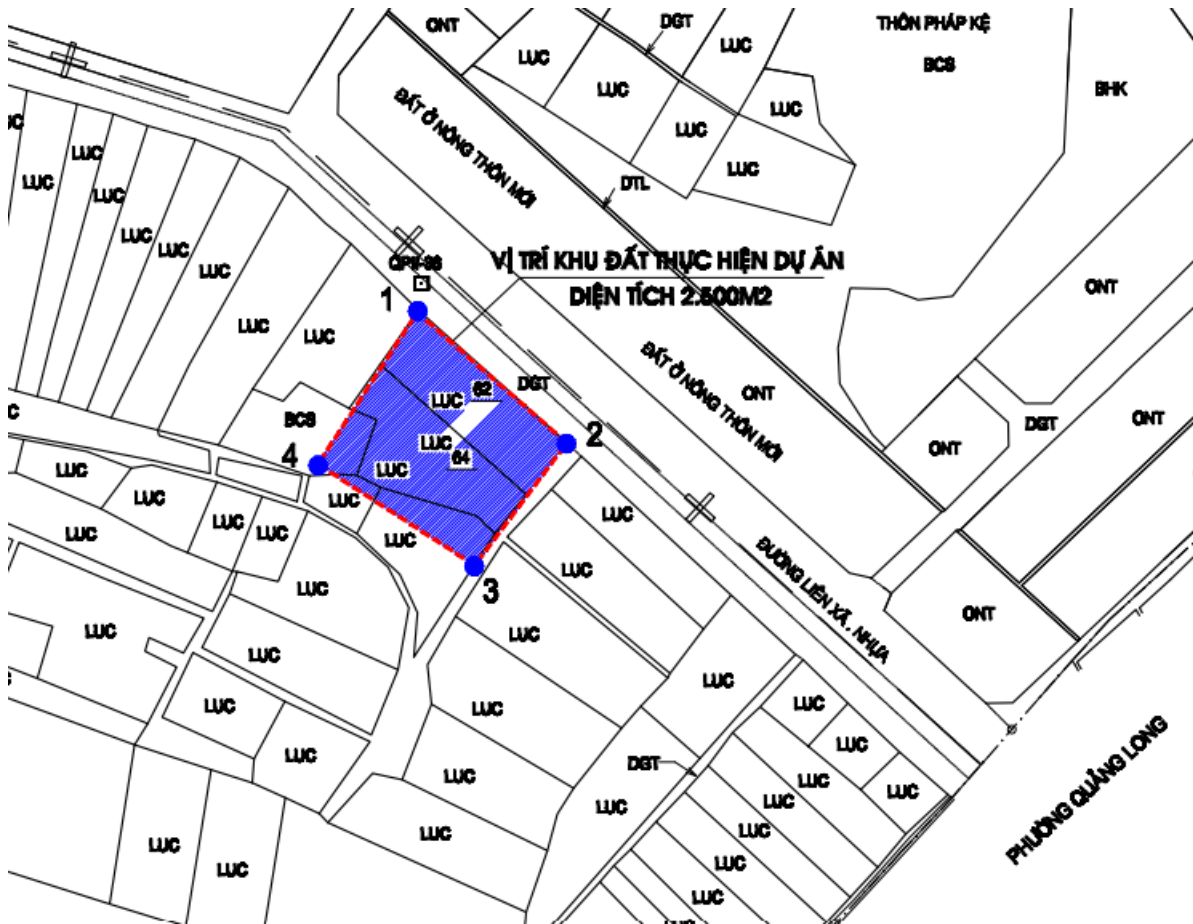 ONT
DGT
THÔN PHÁP KỆ
LUC
LUC
BCS
LUC
BHK
LUC
ĐẤT Ở NÔNG THÔN MỚI
LUC
LUC
LUC
LUC
LUC
LUC
DTL
LUC
LUC
LUC
VỊ TRÍ KHU ĐẤT THỰC HIỆN DỰ ÁN
LUC
DIỆN TÍCH 2.500M2
ONT
1
LUC
LUC
ĐẤT Ở NÔNG THÔN MỚI
ONT
DGT
62
LUC
BCS
LUC
2
ONT
DGT
ONT
4
64
LUC
LUC
LUC
LUC
LUC
LUC
LUC
LUC
LUC
LUC
LUC
3
LUC
LUC
ĐƯỜNG LIÊN XÃ , NHỰA
ONT
LUC
LUC
LUC
LUC
LUC
LUC
LUC
LUC
LUC
DGT
LUC
LUC
LUC
LUC
LUC
LUC
LUC
LUC
LUC
LUC
PHƯỜNG QUẢNG LONG